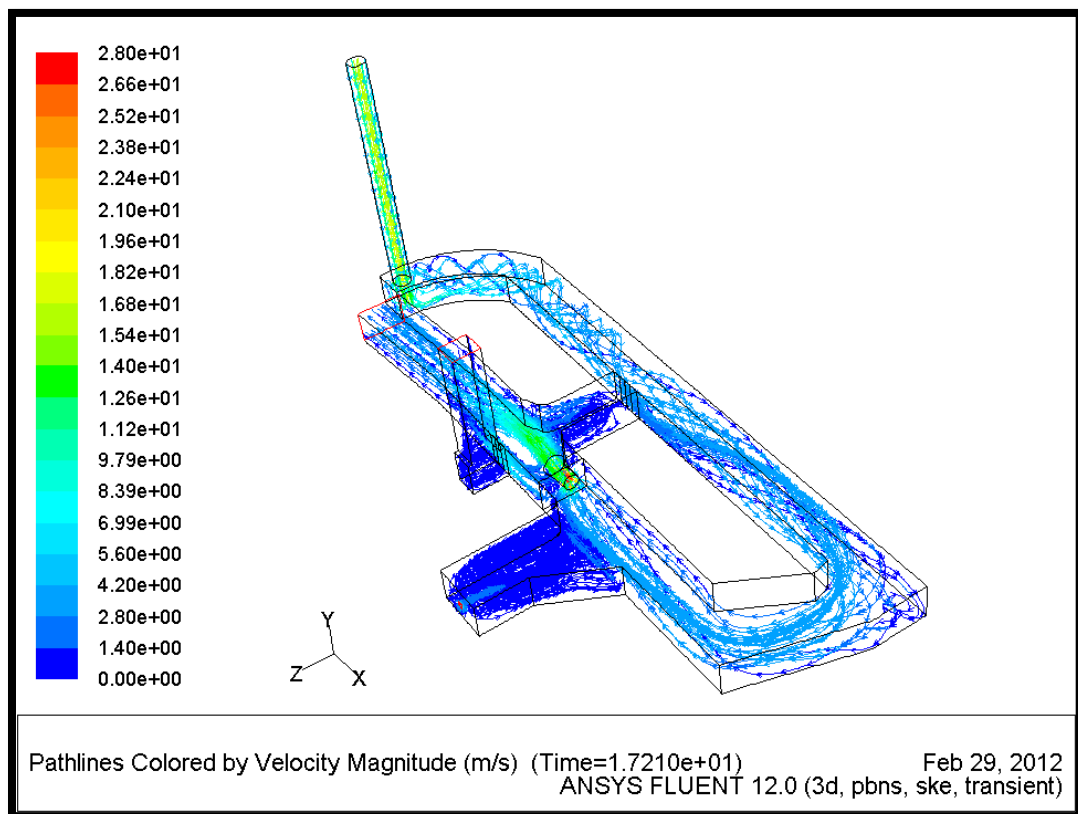 2.80e+01
2.66e+01
2.52e+01
2.38e+01
2.24e+01
2.10e+01
1.96e+01
1.82e+01
1.68e+01
1.54e+01
1.40e+01
1.26e+01
1.12e+01
9.79e+00
8.39e+00
6.99e+00
5.60e+00
4.20e+00
2.80e+00
1.40e+00
0.00e+00
Y
Z
X
Pathlines Colored by Velocity Magnitude (m/s) (Time=1.7210e+01) Feb 29, 2012
ANSYS FLUENT 12.0 (3d, pbns, ske, transient)